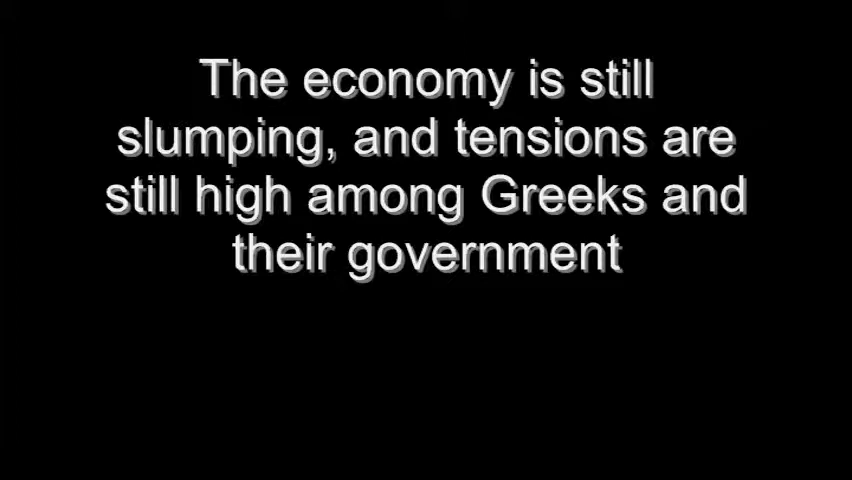 The economy is still
slumping, and tensions are
still high among Greeks and
their government